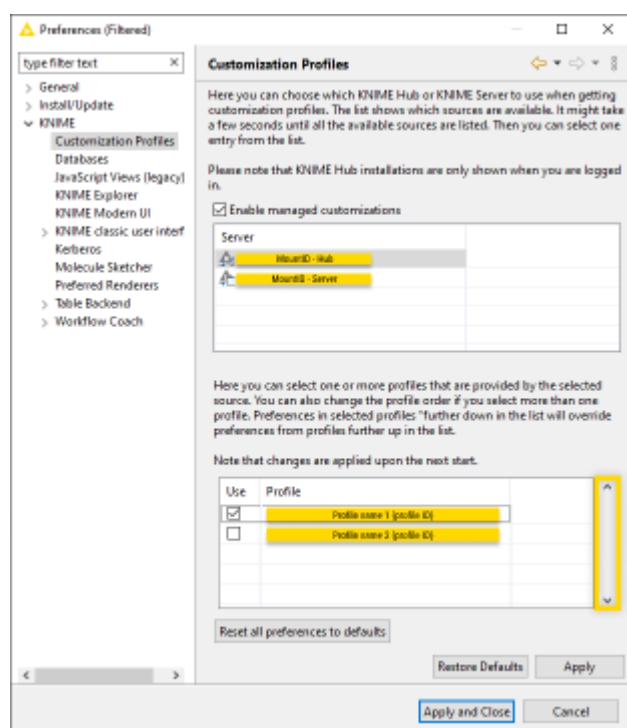 Preferences (Filtered)
type filter text
General
Install/Update
KNIME
Customization Profiles
Databases
JavaScript Views (legacy)
KNIME Explorer
KNIME Modern UI
KNIME classic user interf
Kerberos
Molecule Sketcher
Preferred Renderers
Table Backend
Workflow Coach
Customization Profiles
Here you can choose which KNIME Hub or KNIME Server to use when getting
customization profiles. The list shows which sources are available. It might take
a few seconds until all the available sources are listed. Then you can select one
entry from the list.
Please note that KNIME Hub installations are only shown when you are logged
in.
Enable managed customizations
Server
MountID - Hub
MountID - Server
Here you can select one or more profiles that are provided by the selected
source. You can also change the profile order if you select more than one
profile. Preferences in selected profiles "further down in the list will override
preferences from profiles further up in the list.
Note that changes are applied upon the next start.
Use Profile
Profile name 1 (profile ID)
Profile name 2 (profile ID)
Reset all preferences to defaults
Restore Defaults
Apply
Apply and Close
Cancel